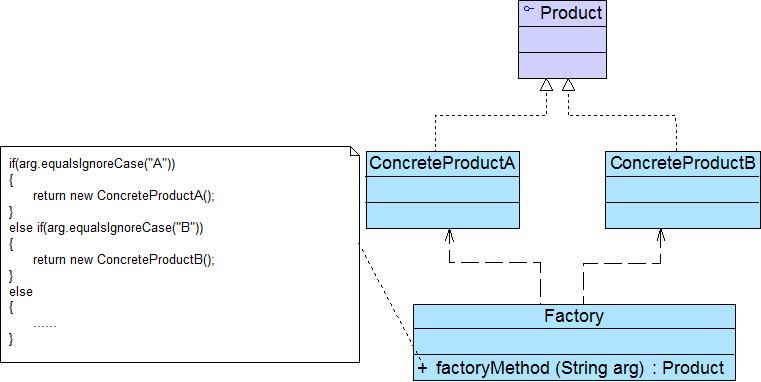 Product
ConcreteProductA
ConcreteProductB
if(arg.equalsIgnoreCase("A"))
{
return new ConcreteProductA();
}
else if(arg.equalsIgnoreCase("B"))
{
return new ConcreteProductB();
}
else
{
......
}
Factory
+ factoryMethod (String arg) : Product